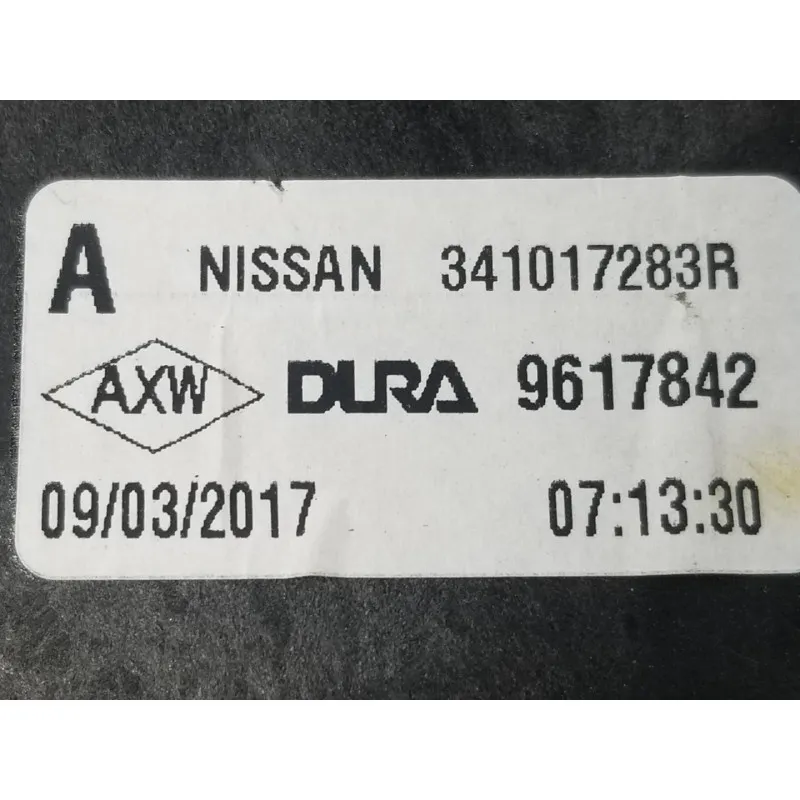 A NISSAN 341017283R
AXW DURA 9617842
09/03/2017 07:13:30